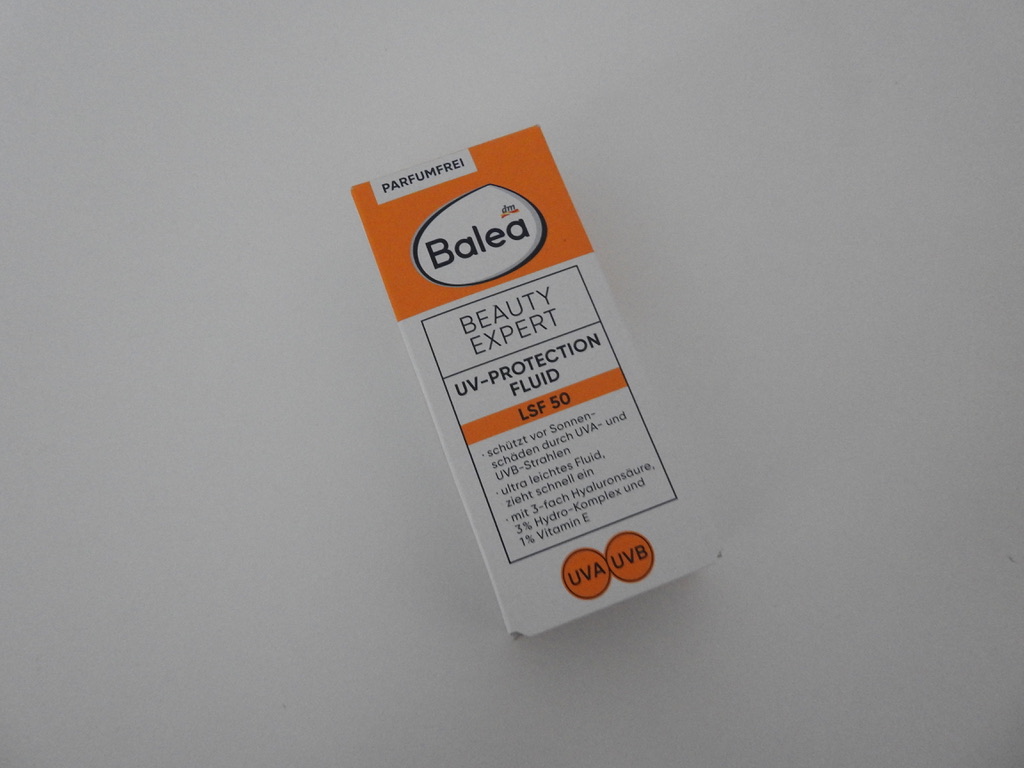 PARFUMFREI
dm
Balea
BEAUTY
EXPERT
UV-PROTECTION
FLUID
LSF 50
· schützt vor Sonnen-
schäden durch UVA- und
UVB-Strahlen
· ultra leichtes Fluid,
zieht schnell ein
· mit 3-fach Hyaluronsäure,
3% Hydro-Komplex und
1% Vitamin E
UVA UVB